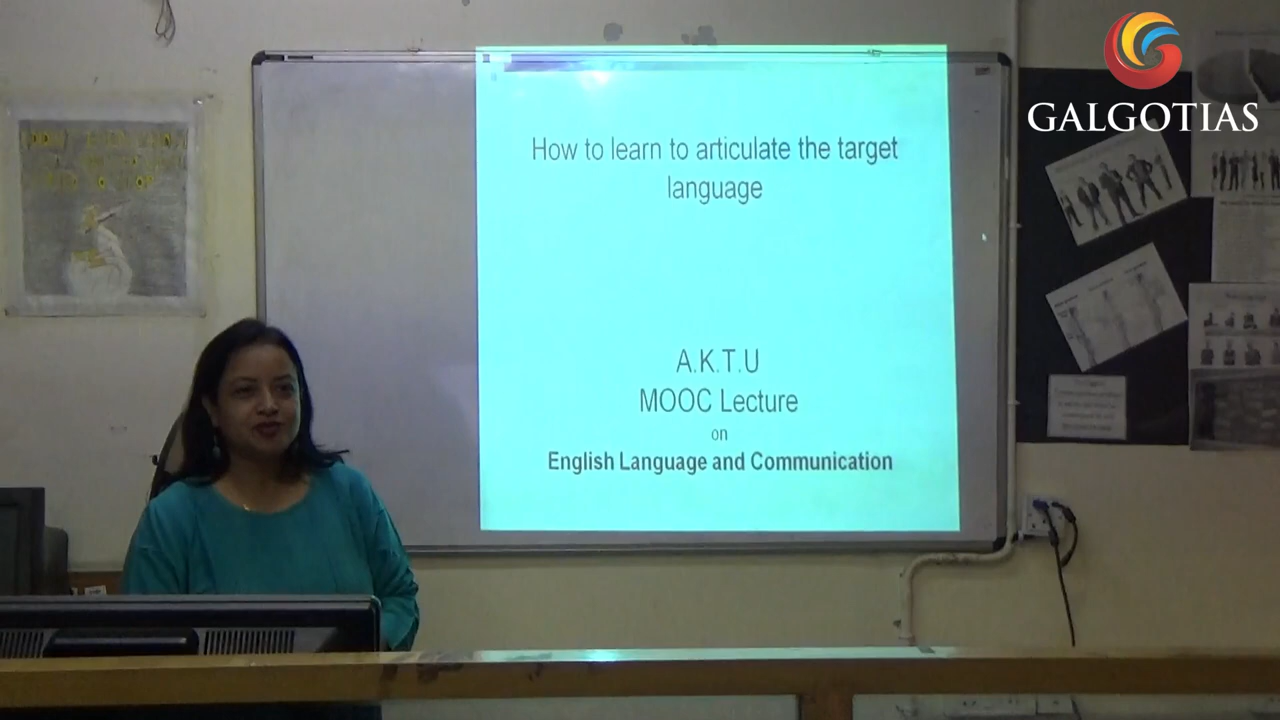 GALGOTIAS
How to learn to articulate the target
language
A.K.T.U
MOOC Lecture
on
English Language and Communication